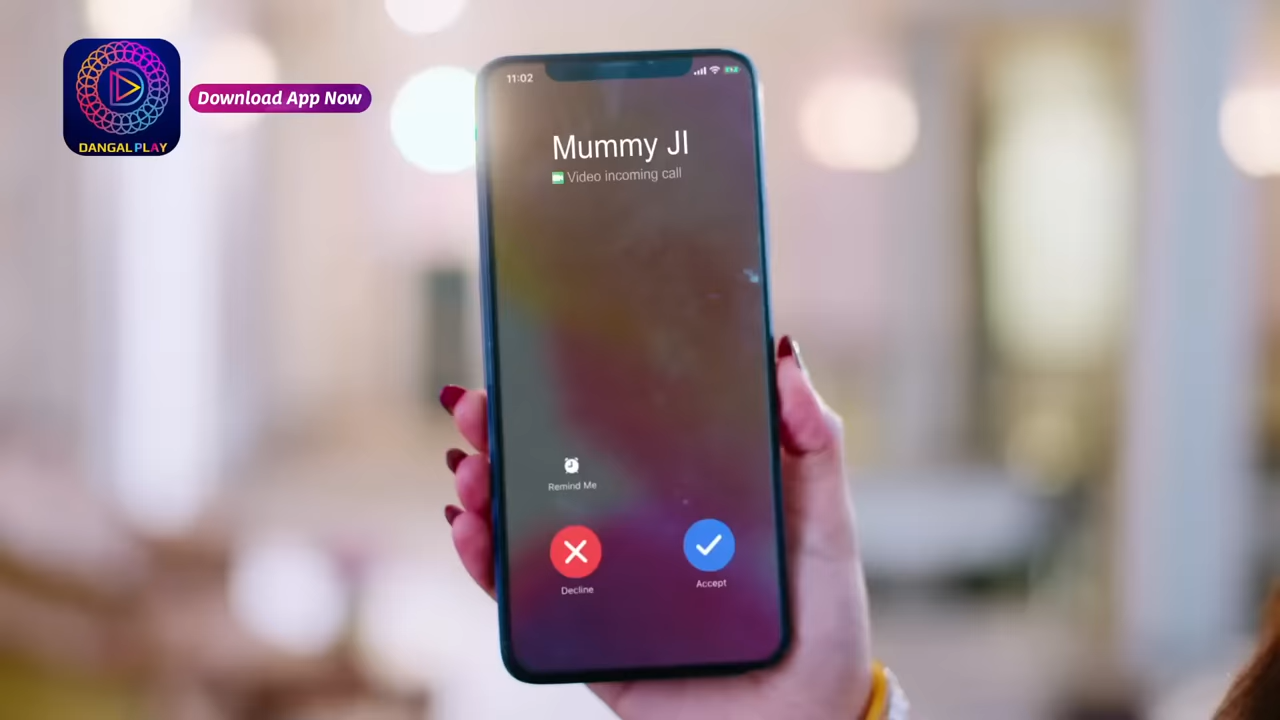 DANGAL PLAY
Download App Now
11:02
Mummy JI
Video incoming call
Remind Me
Decline
Accept